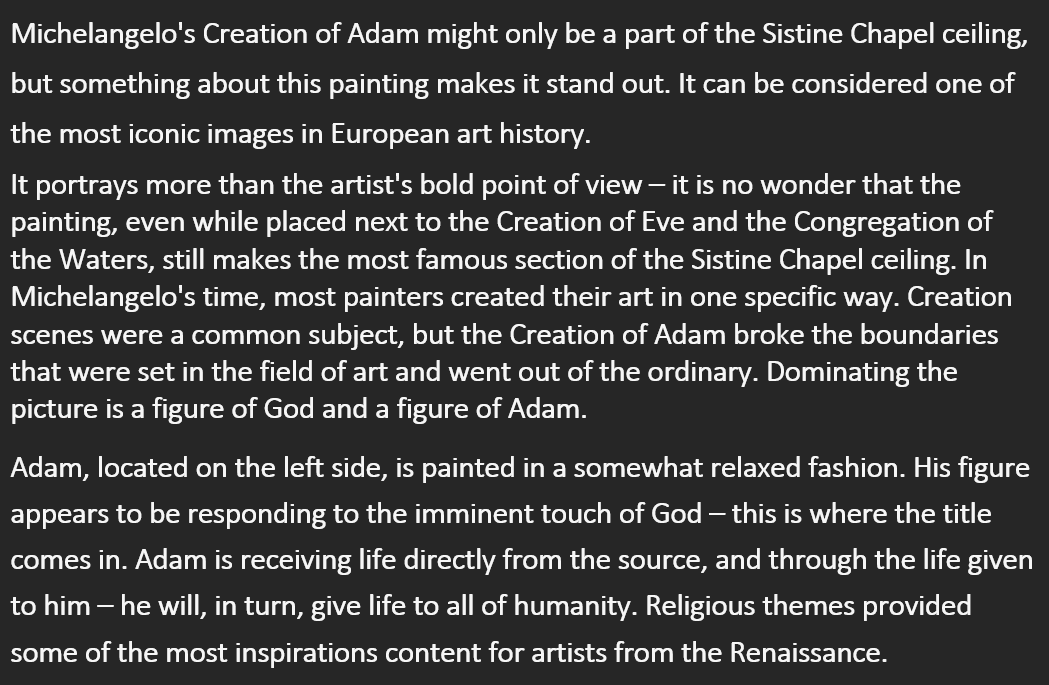 Michelangelo's Creation of Adam might only be a part of the Sistine Chapel ceiling,
but something about this painting makes it stand out. It can be considered one of
the most iconic images in European art history.
It portrays more than the artist's bold point of view – it is no wonder that the
painting, even while placed next to the Creation of Eve and the Congregation of
the Waters, still makes the most famous section of the Sistine Chapel ceiling. In
Michelangelo's time, most painters created their art in one specific way. Creation
scenes were a common subject, but the Creation of Adam broke the boundaries
that were set in the field of art and went out of the ordinary. Dominating the
picture is a figure of God and a figure of Adam.
Adam, located on the left side, is painted in a somewhat relaxed fashion. His figure
appears to be responding to the imminent touch of God – this is where the title
comes in. Adam is receiving life directly from the source, and through the life given
to him – he will, in turn, give life to all of humanity. Religious themes provided
some of the most inspirations content for artists from the Renaissance.